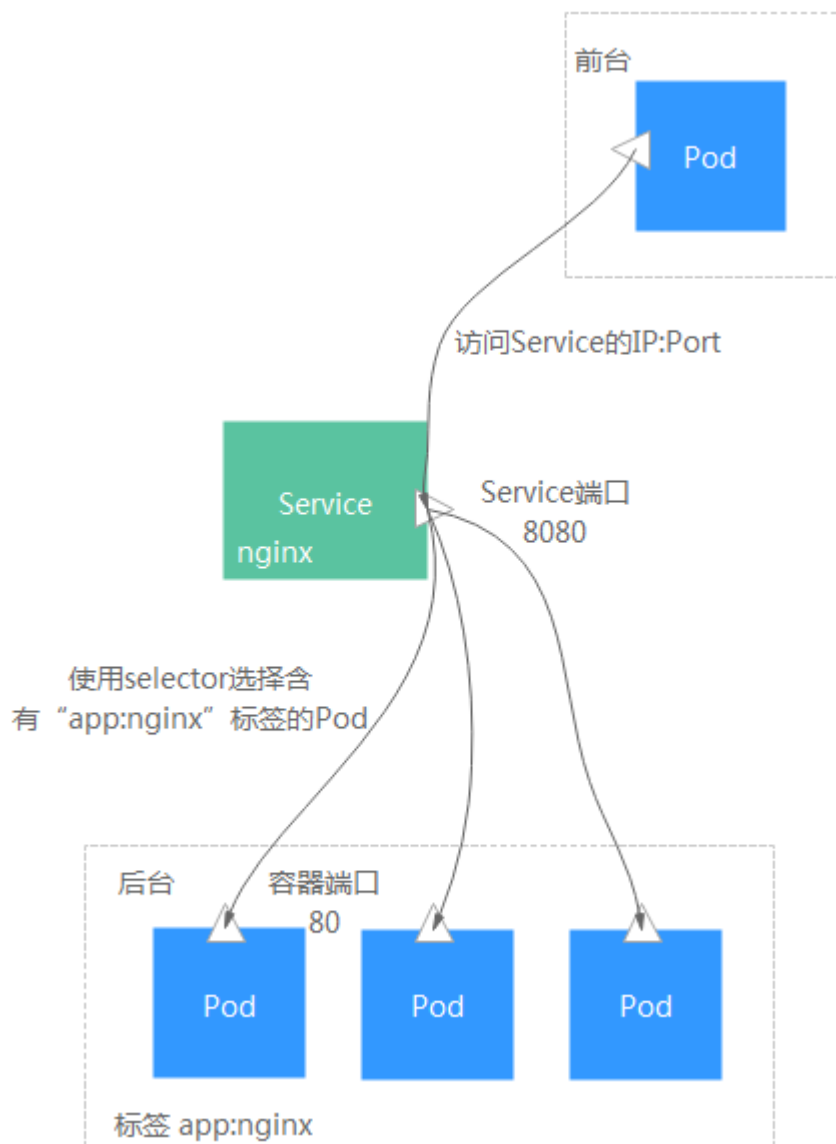 前台
Pod
访问Service的IP:Port
Service
nginx
Service端口
8080
使用selector选择含
有“app:nginx”标签的Pod
后台
容器端口
80
Pod
Pod
Pod
标签 app:nginx